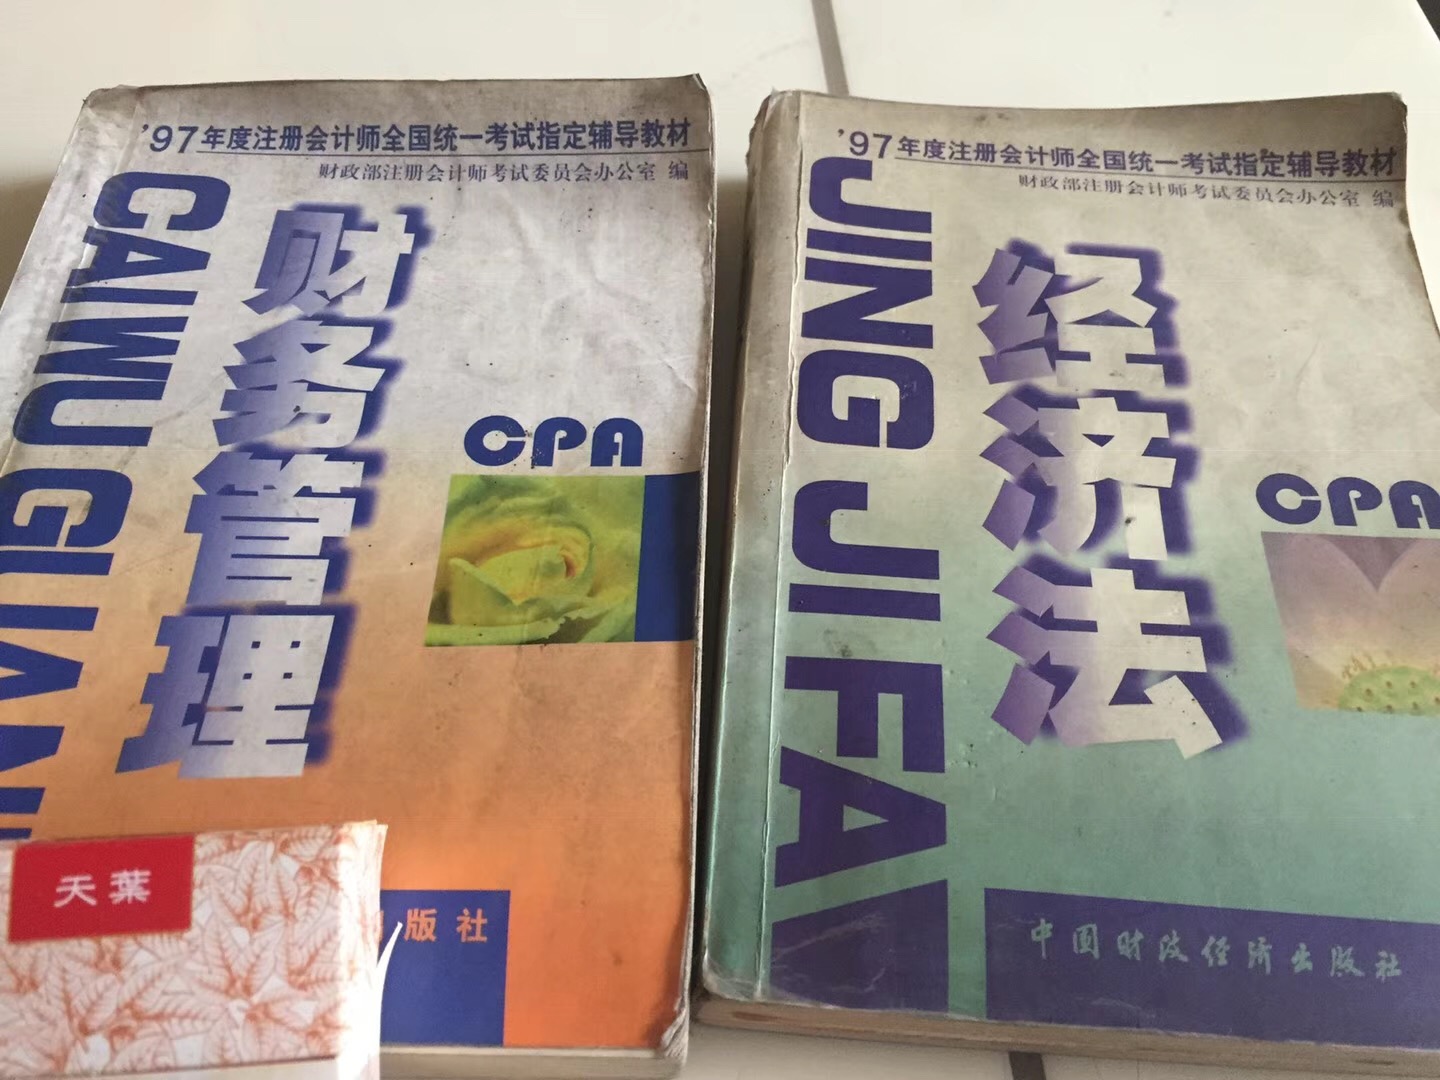 '97年度注册会计师全国统一考试指定辅导教材
财政部注册会计师考试委员会办公室 编
CAIWU GUAN
财务管理
CPA
版社
天葉
'97年度注册会计师全国统一考试指定辅导教材
财政部注册会计师考试委员会办公室 编
JING JI FA
经济法
CPA
中国财政经济出版社